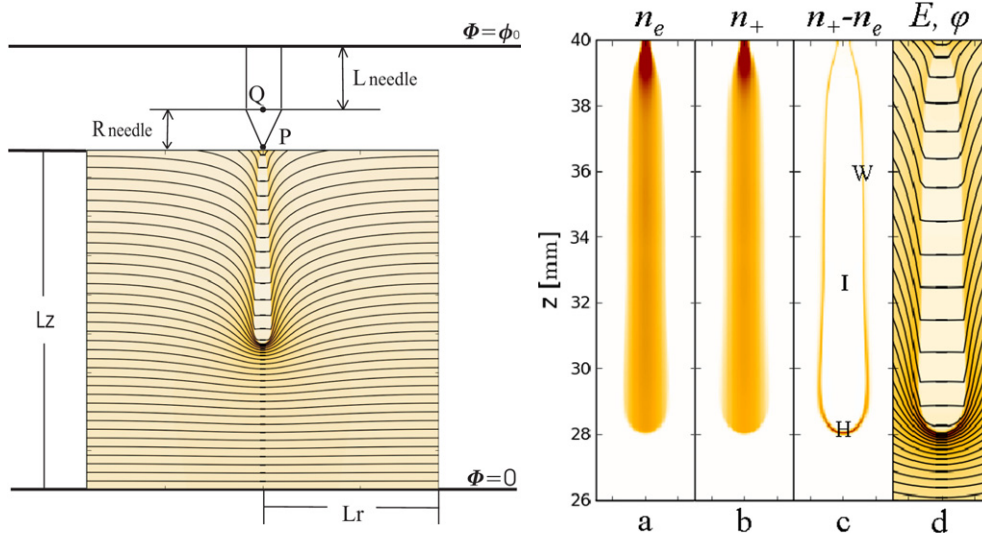 Φ=ϕ₀
L needle
Q
R needle
P
Lz
Φ=0
Lr
nₑ n₊ n₊-nₑ E, φ
40
38
36
34
32
30
28
26
z [mm]
W
I
H
a b c d